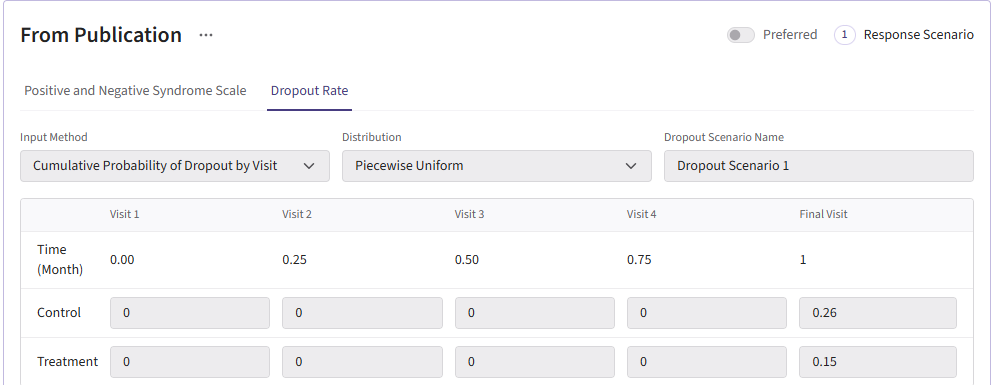 From Publication ...
Preferred 1 Response Scenario
Positive and Negative Syndrome Scale Dropout Rate
Input Method Distribution Dropout Scenario Name
Cumulative Probability of Dropout by Visit Piecewise Uniform Dropout Scenario 1
Visit 1 Visit 2 Visit 3 Visit 4 Final Visit
Time
(Month) 0.00 0.25 0.50 0.75 1
Control 0 0 0 0 0.26
Treatment 0 0 0 0 0.15